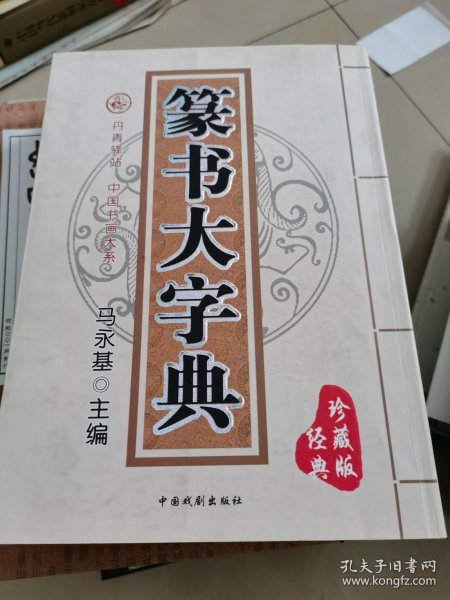 篆书大字典
丹青驿站 中国书画大系
马永基◎主编
珍藏版
经典
中国戏剧出版社
孔夫子旧书网
www.kongfz.com